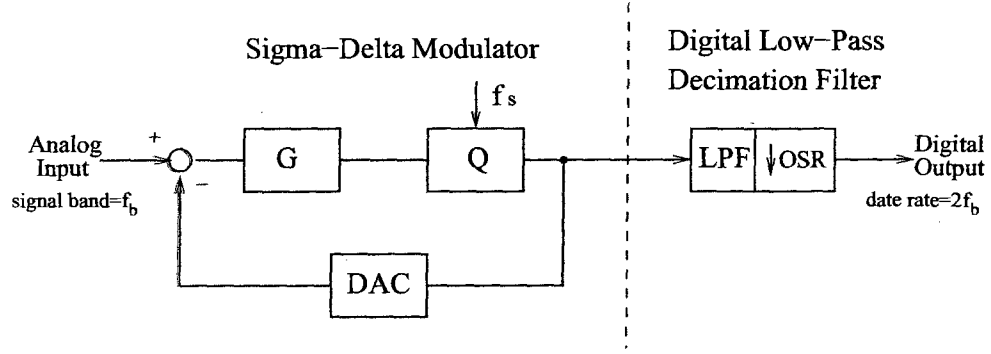 Sigma-Delta Modulator
Digital Low-Pass
Decimation Filter
f s
Analog
Input
signal band=f_b
+
-
G
Q
LPF
↓ OSR
Digital
Output
date rate=2f_b
DAC